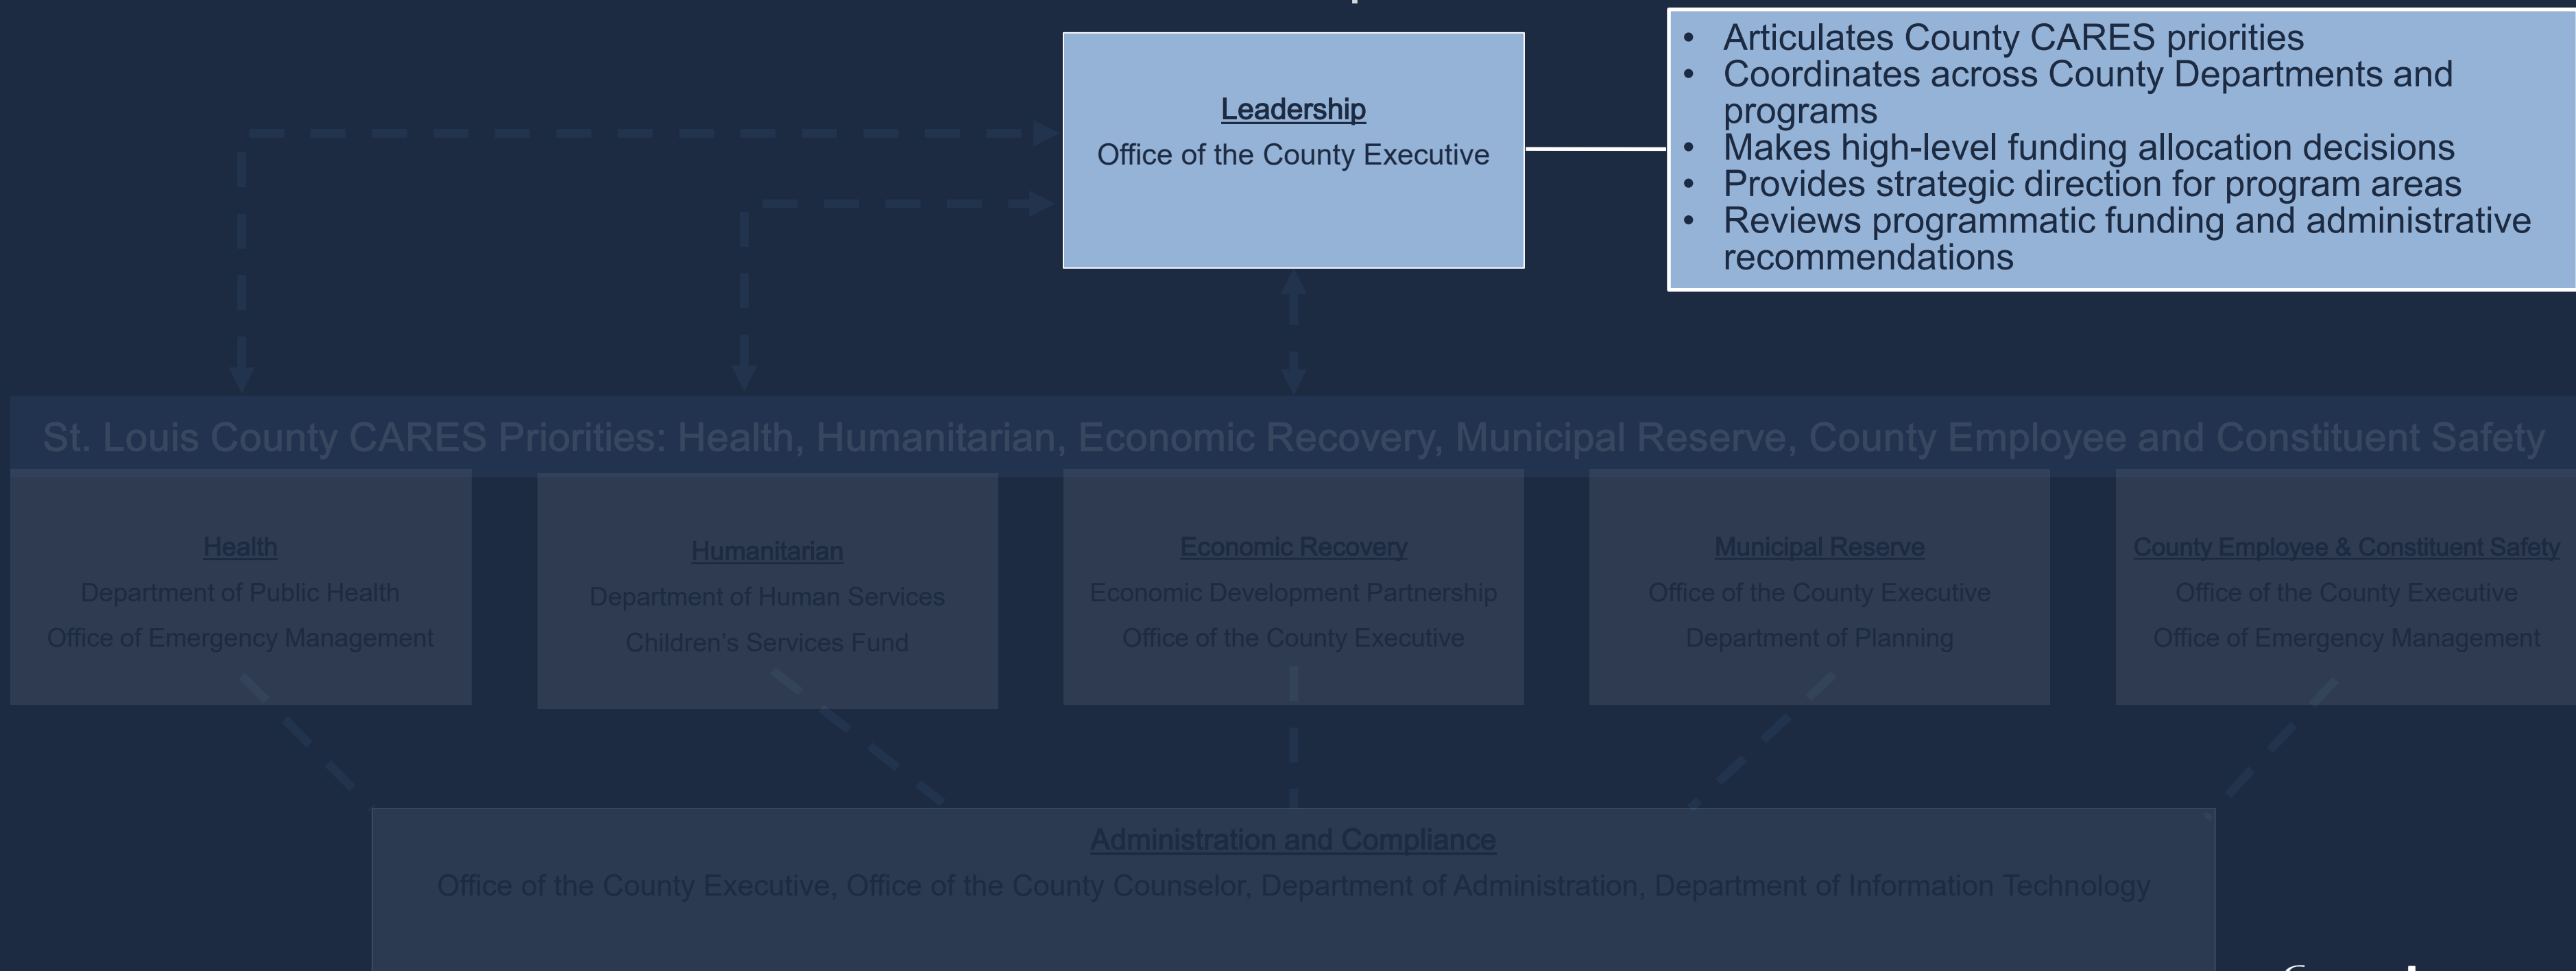 Leadership
Office of the County Executive
• Articulates County CARES priorities
• Coordinates across County Departments and
programs
• Makes high-level funding allocation decisions
• Provides strategic direction for program areas
• Reviews programmatic funding and administrative
recommendations
St. Louis County CARES Priorities: Health, Humanitarian, Economic Recovery, Municipal Reserve, County Employee and Constituent Safety
Health
Department of Public Health
Office of Emergency Management
Humanitarian
Department of Human Services
Children’s Services Fund
Economic Recovery
Economic Development Partnership
Office of the County Executive
Municipal Reserve
Office of the County Executive
Department of Planning
County Employee & Constituent Safety
Office of the County Executive
Office of Emergency Management
Administration and Compliance
Office of the County Executive, Office of the County Counselor, Department of Administration, Department of Information Technology